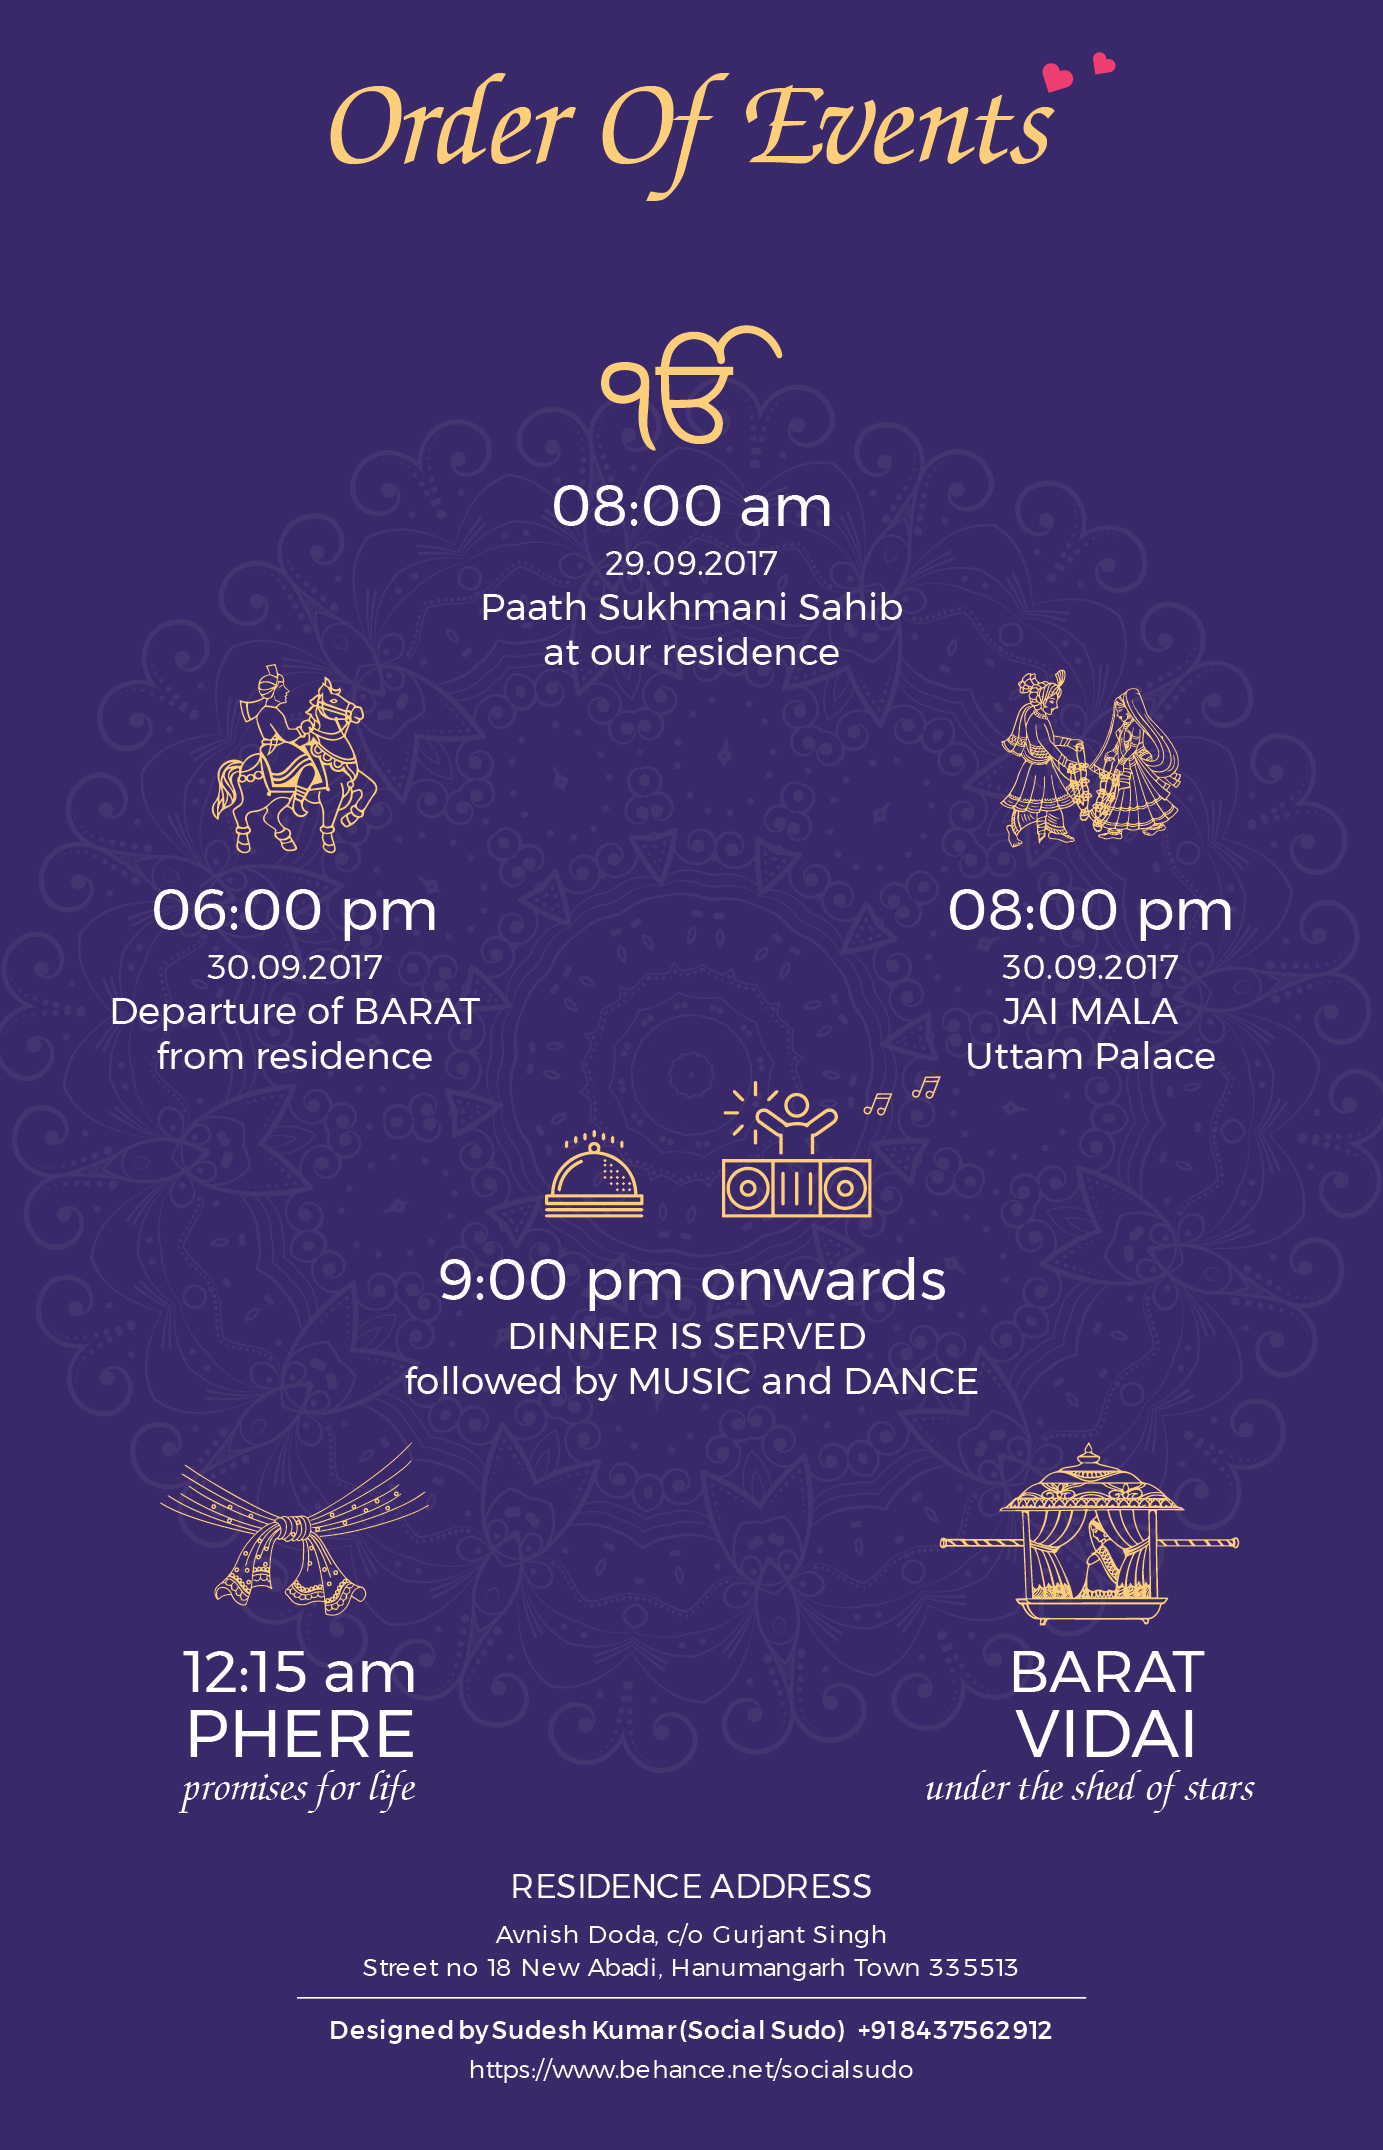 Order Of Events
ੴ
08:00 am
29.09.2017
Paath Sukhmani Sahib
at our residence
06:00 pm
30.09.2017
Departure of BARAT
from residence
08:00 pm
30.09.2017
JAI MALA
Uttam Palace
9:00 pm onwards
DINNER IS SERVED
followed by MUSIC and DANCE
12:15 am
PHERE
promises for life
BARAT
VIDAI
under the shed of stars
RESIDENCE ADDRESS
Avnish Doda, c/o Gurjant Singh
Street no 18 New Abadi, Hanumangarh Town 335513
Designed by Sudesh Kumar (Social Sudo) +918437562912
https://www.behance.net/socialsudo